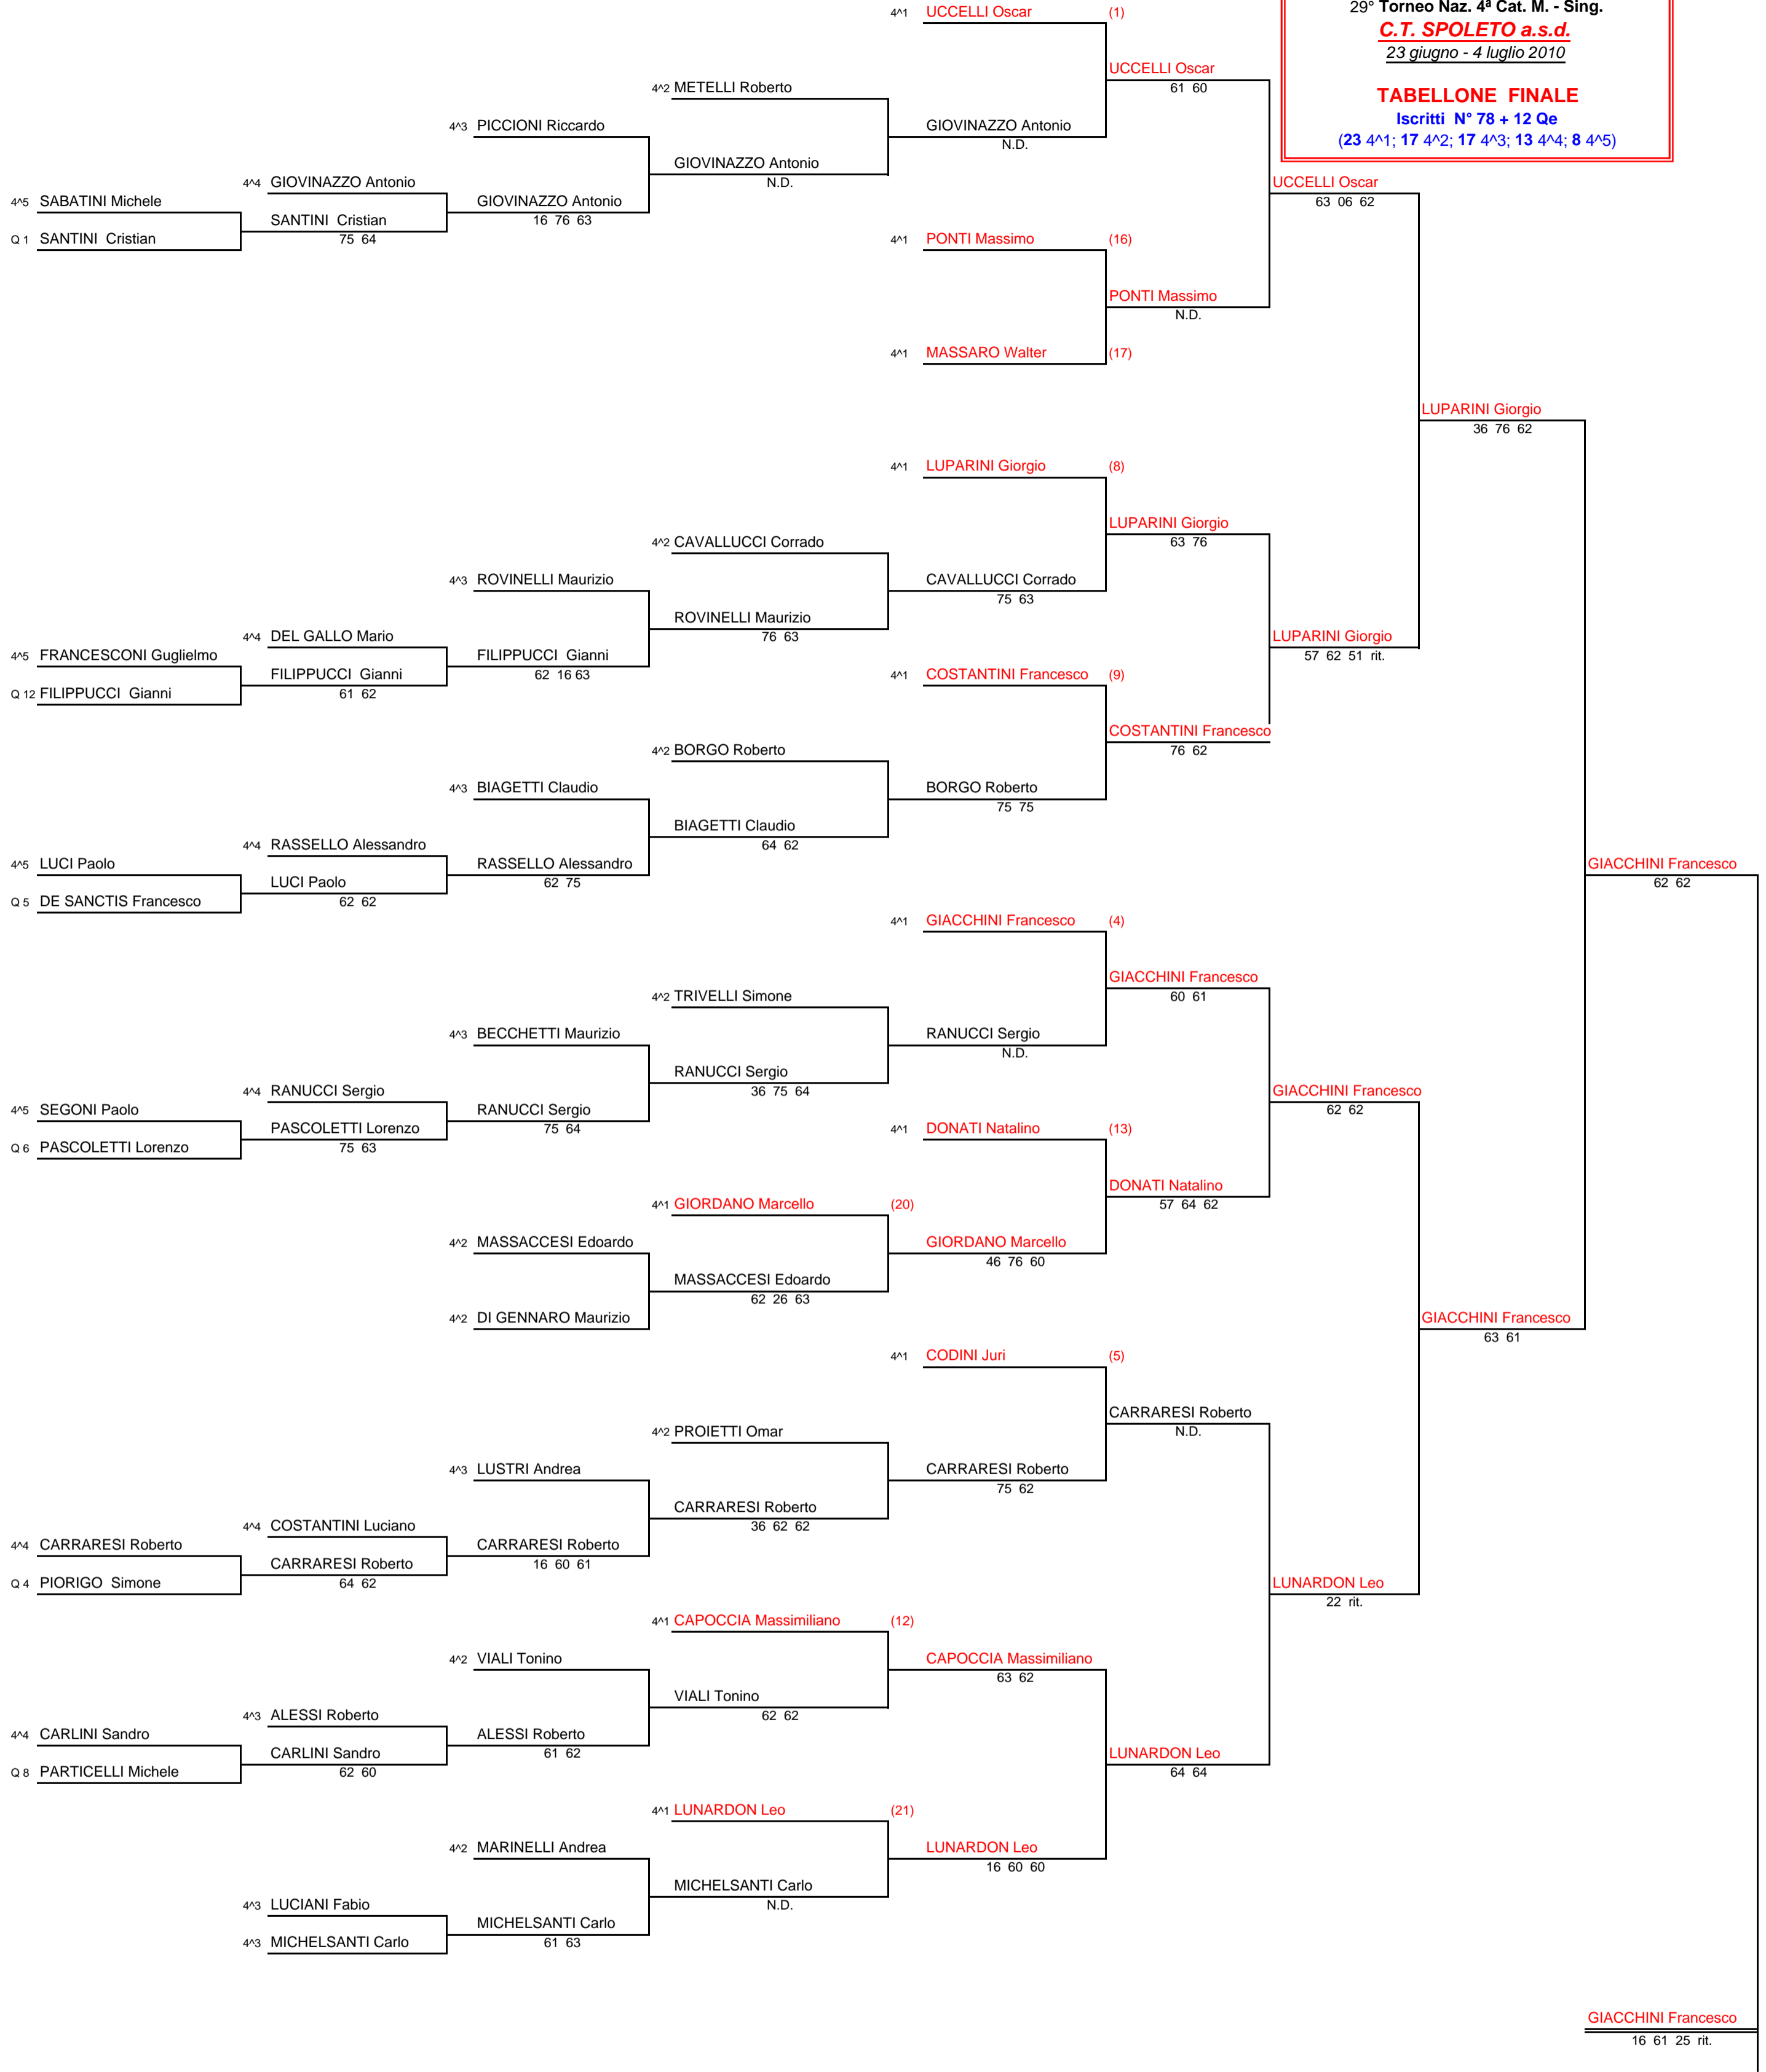 29° Torneo Naz. 4ª Cat. M. - Sing.
C.T. SPOLETO a.s.d.
23 giugno - 4 luglio 2010
TABELLONE FINALE
Iscritti N° 78 + 12 Qe
(23 4^1; 17 4^2; 17 4^3; 13 4^4; 8 4^5)
4^1 UCCELLI Oscar (1)
UCCELLI Oscar
61 60
4^2 METELLI Roberto
4^3 PICCIONI Riccardo
GIOVINAZZO Antonio
N.D.
GIOVINAZZO Antonio
N.D.
4^4 GIOVINAZZO Antonio
UCCELLI Oscar
63 06 62
4^5 SABATINI Michele
GIOVINAZZO Antonio
16 76 63
SANTINI Cristian
75 64
Q 1 SANTINI Cristian
4^1 PONTI Massimo (16)
PONTI Massimo
N.D.
4^1 MASSARO Walter (17)
LUPARINI Giorgio
36 76 62
4^1 LUPARINI Giorgio (8)
LUPARINI Giorgio
63 76
4^2 CAVALLUCCI Corrado
4^3 ROVINELLI Maurizio
CAVALLUCCI Corrado
75 63
ROVINELLI Maurizio
76 63
4^4 DEL GALLO Mario
LUPARINI Giorgio
57 62 51 rit.
4^5 FRANCESCONI Guglielmo
FILIPPUCCI Gianni
62 16 63
FILIPPUCCI Gianni
61 62
Q 12 FILIPPUCCI Gianni
4^1 COSTANTINI Francesco (9)
COSTANTINI Francesco
76 62
4^2 BORGO Roberto
4^3 BIAGETTI Claudio
BORGO Roberto
75 75
BIAGETTI Claudio
64 62
4^4 RASSELLO Alessandro
4^5 LUCI Paolo
RASSELLO Alessandro
62 75
GIACCHINI Francesco
62 62
LUCI Paolo
62 62
Q 5 DE SANCTIS Francesco
4^1 GIACCHINI Francesco (4)
GIACCHINI Francesco
60 61
4^2 TRIVELLI Simone
4^3 BECCHETTI Maurizio
RANUCCI Sergio
N.D.
RANUCCI Sergio
36 75 64
4^4 RANUCCI Sergio
GIACCHINI Francesco
62 62
4^5 SEGONI Paolo
RANUCCI Sergio
75 64
PASCOLETTI Lorenzo
75 63
Q 6 PASCOLETTI Lorenzo
4^1 DONATI Natalino (13)
DONATI Natalino
57 64 62
4^1 GIORDANO Marcello (20)
4^2 MASSACCESI Edoardo
GIORDANO Marcello
46 76 60
MASSACCESI Edoardo
62 26 63
4^2 DI GENNARO Maurizio
GIACCHINI Francesco
63 61
4^1 CODINI Juri (5)
CARRARESI Roberto
N.D.
4^2 PROIETTI Omar
4^3 LUSTRI Andrea
CARRARESI Roberto
75 62
CARRARESI Roberto
36 62 62
4^4 COSTANTINI Luciano
4^4 CARRARESI Roberto
CARRARESI Roberto
16 60 61
CARRARESI Roberto
64 62
Q 4 PIORIGO Simone
LUNARDON Leo
22 rit.
4^1 CAPOCCIA Massimiliano (12)
4^2 VIALI Tonino
CAPOCCIA Massimiliano
63 62
VIALI Tonino
62 62
4^3 ALESSI Roberto
4^4 CARLINI Sandro
ALESSI Roberto
61 62
CARLINI Sandro
62 60
LUNARDON Leo
64 64
Q 8 PARTICELLI Michele
4^1 LUNARDON Leo (21)
4^2 MARINELLI Andrea
LUNARDON Leo
16 60 60
MICHELSANTI Carlo
N.D.
4^3 LUCIANI Fabio
MICHELSANTI Carlo
61 63
4^3 MICHELSANTI Carlo
GIACCHINI Francesco
16 61 25 rit.